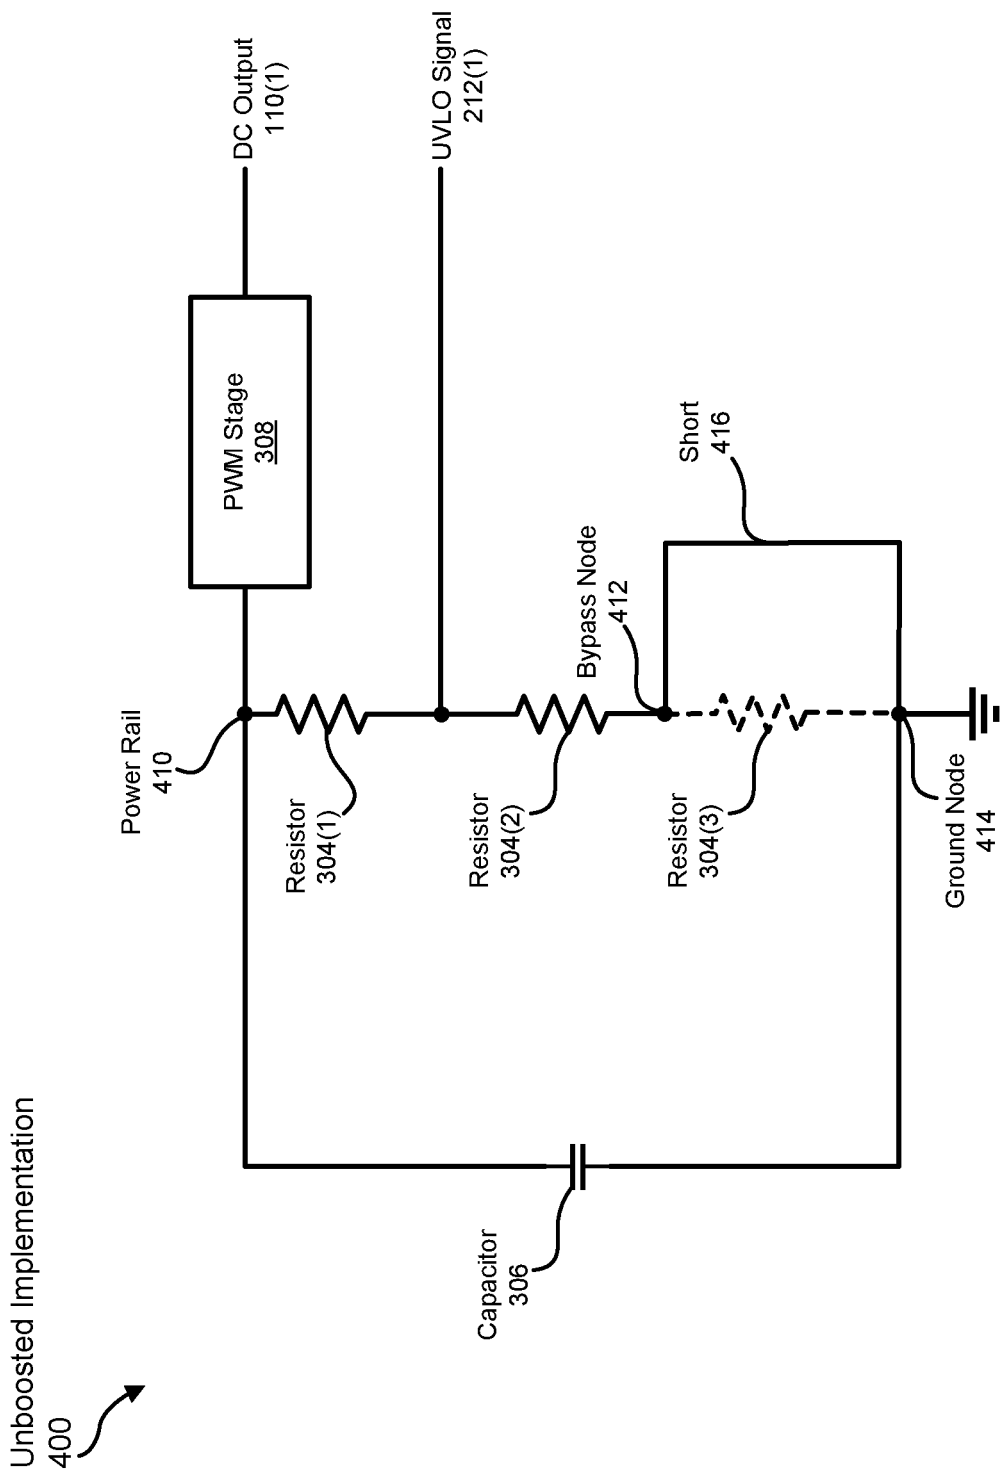 Unboosted Implementation
400
Power Rail
410
PWM Stage
308
DC Output
110(1)
Resistor
304(1)
UVLO Signal
212(1)
Capacitor
306
Resistor
304(2)
Bypass Node
412
Resistor
304(3)
Short
416
Ground Node
414